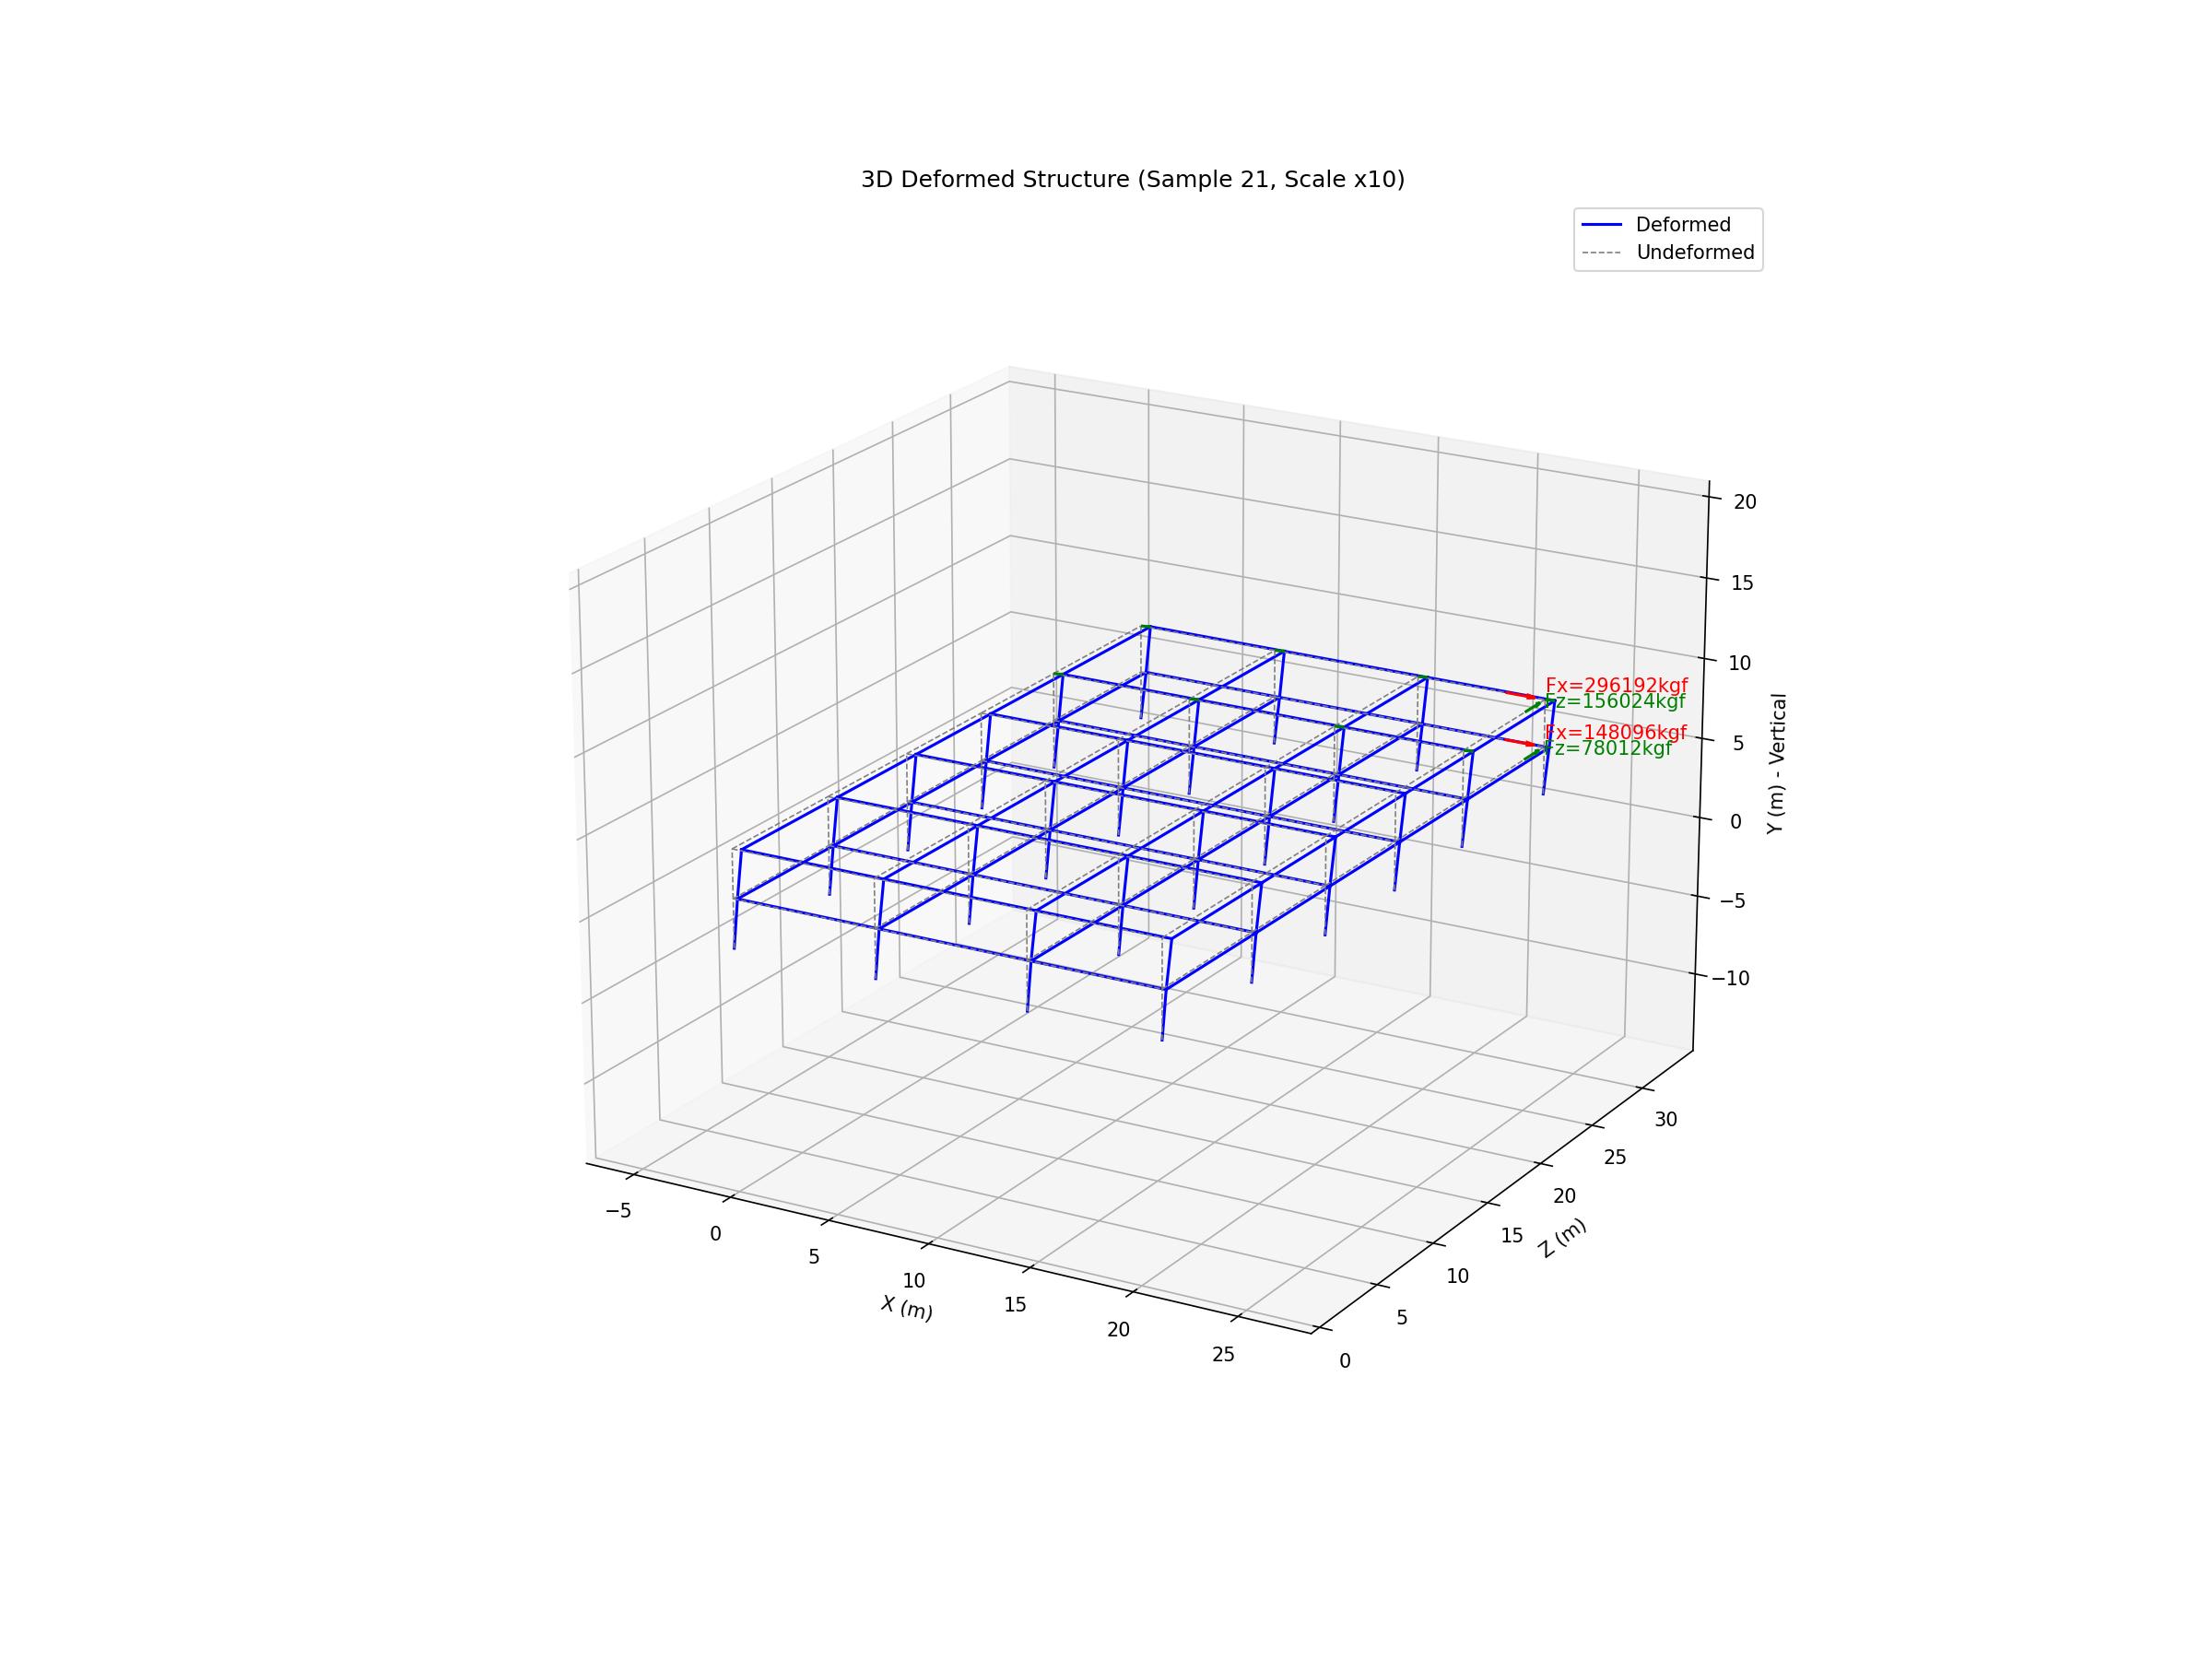 3D Deformed Structure (Sample 21, Scale x10)
Deformed
Undeformed
Fx=296192kgf
Fz=156024kgf
Fx=148096kgf
Fz=78012kgf
20
15
10
5
0
−5
−10
Y (m) - Vertical
30
25
20
15
10
5
0
Z (m)
−5
0
5
10
15
20
25
X (m)